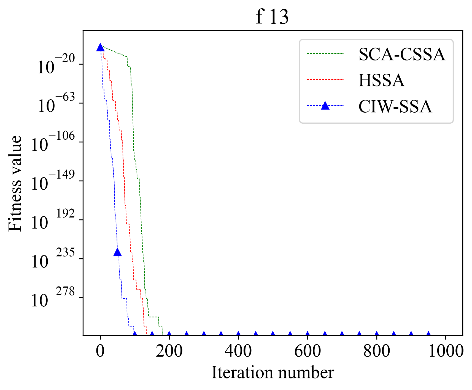 f 13
SCA-CSSA
HSSA
CIW-SSA
10^−20
10^−63
10^−106
10^−149
10^192
10^235
10^278
Fitness value
0 200 400 600 800 1000
Iteration number